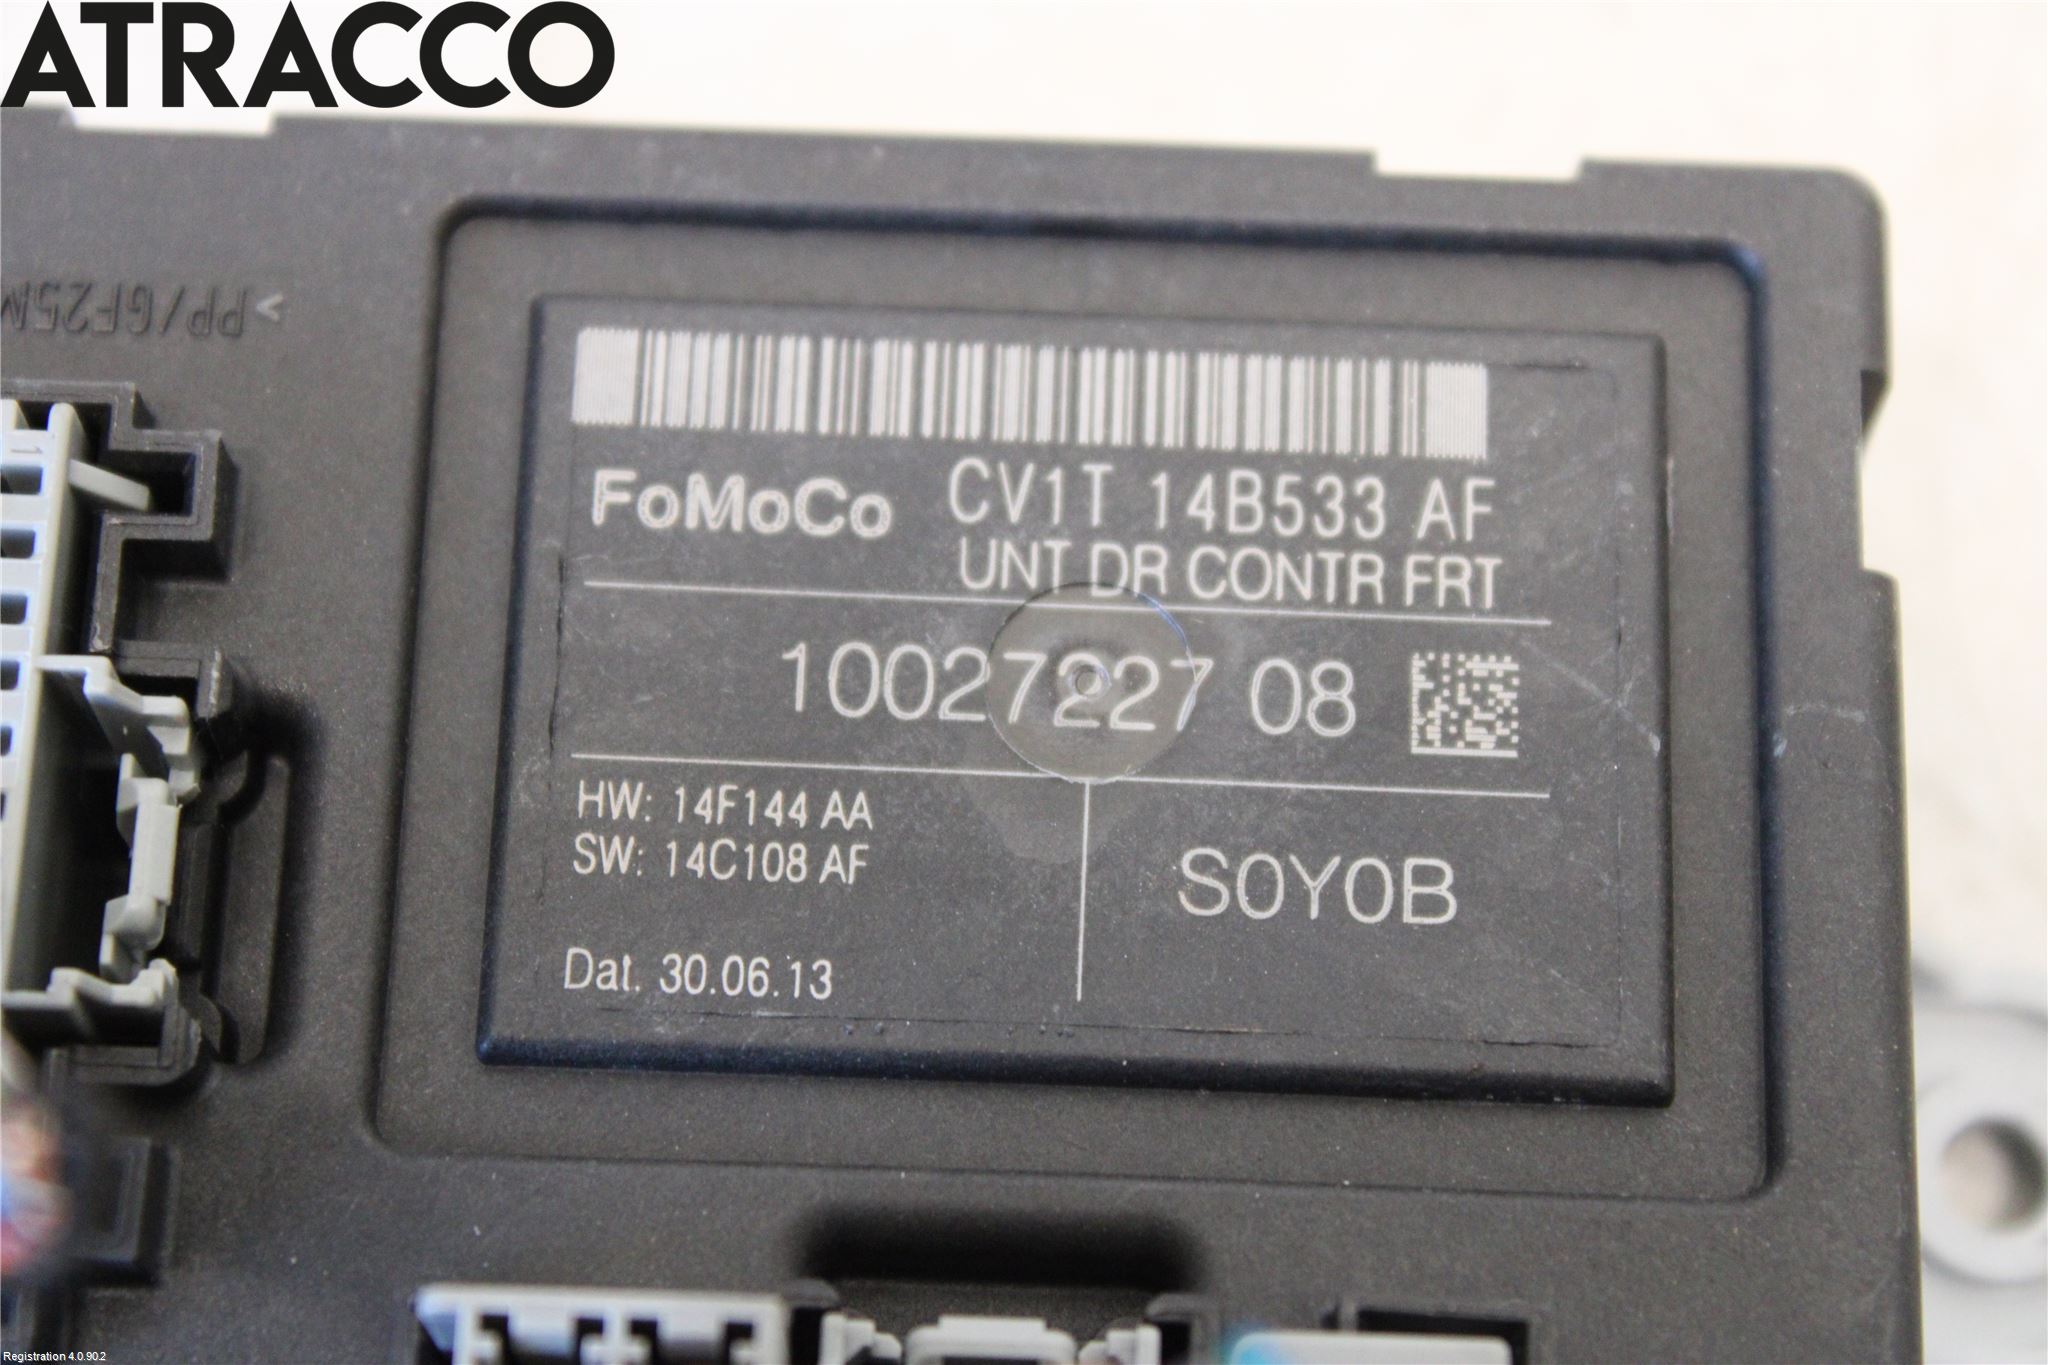 ATRACCO
>PP/GF25M
FoMoCo CV1T 14B533 AF
UNT DR CONTR FRT
10027227 08
HW: 14F144 AA
SW: 14C108 AF
S0Y0B
Dat. 30.06.13
1
Registration 4.0.90.2